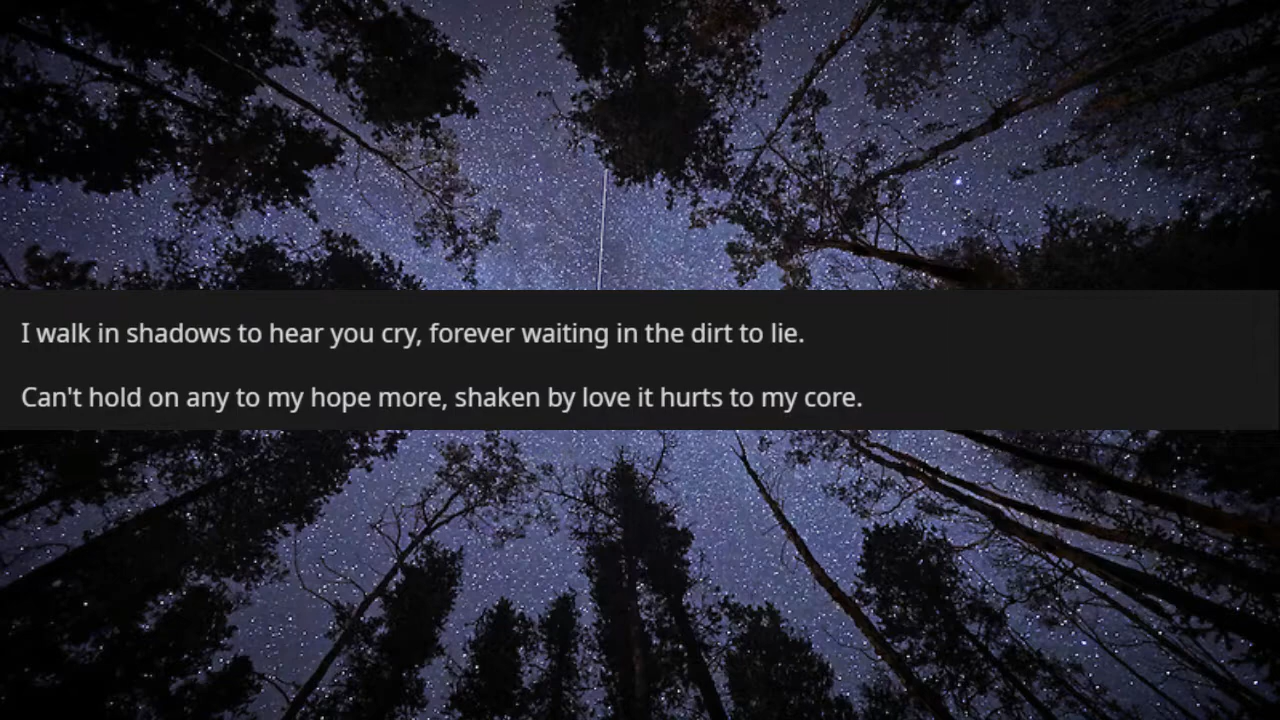 I walk in shadows to hear you cry, forever waiting in the dirt to lie.
Can't hold on any to my hope more, shaken by love it hurts to my core.